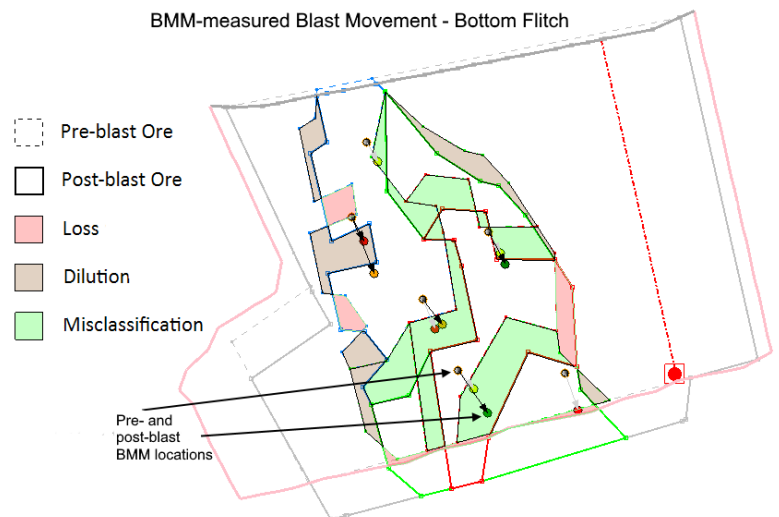 BMM-measured Blast Movement - Bottom Flitch
Pre-blast Ore
Post-blast Ore
Loss
Dilution
Misclassification
Pre- and
post-blast
BMM locations